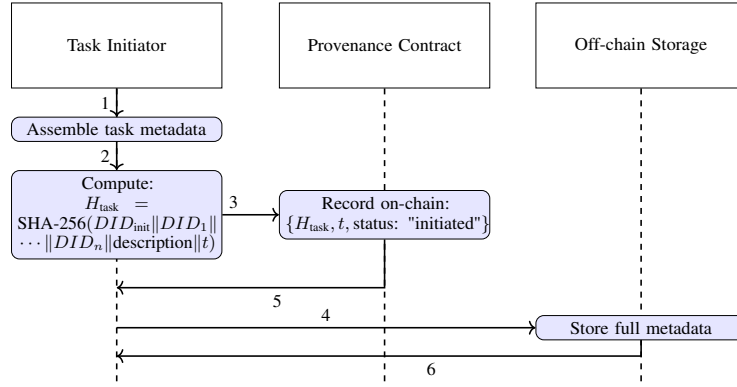 Task Initiator
Provenance Contract
Off-chain Storage
1
Assemble task metadata
2
Compute:
H_task =
SHA-256(DID_init‖DID_1‖
⋯‖DID_n‖description‖t)
3
Record on-chain:
{H_task, t, status: "initiated"}
5
4
Store full metadata
6